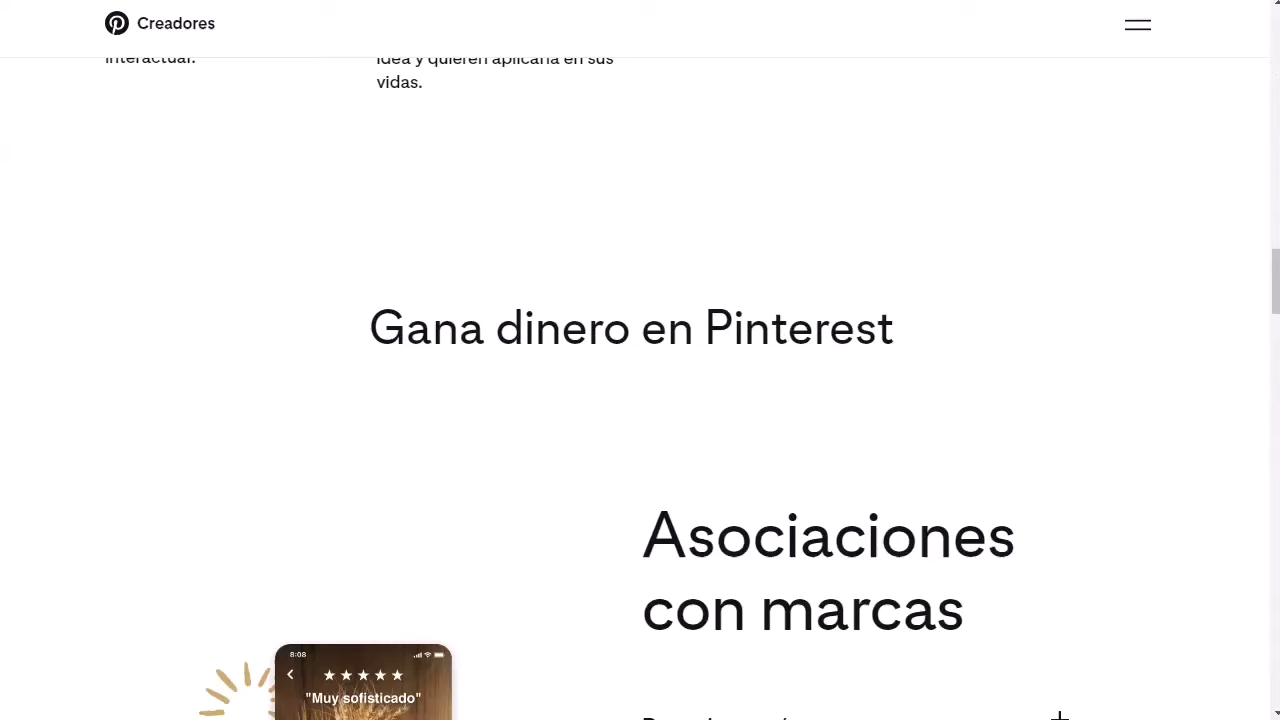 Creadores
interactuar.
idea y quieren aplicarla en sus
vidas.
Gana dinero en Pinterest
Asociaciones
con marcas
8:08
"Muy sofisticado"